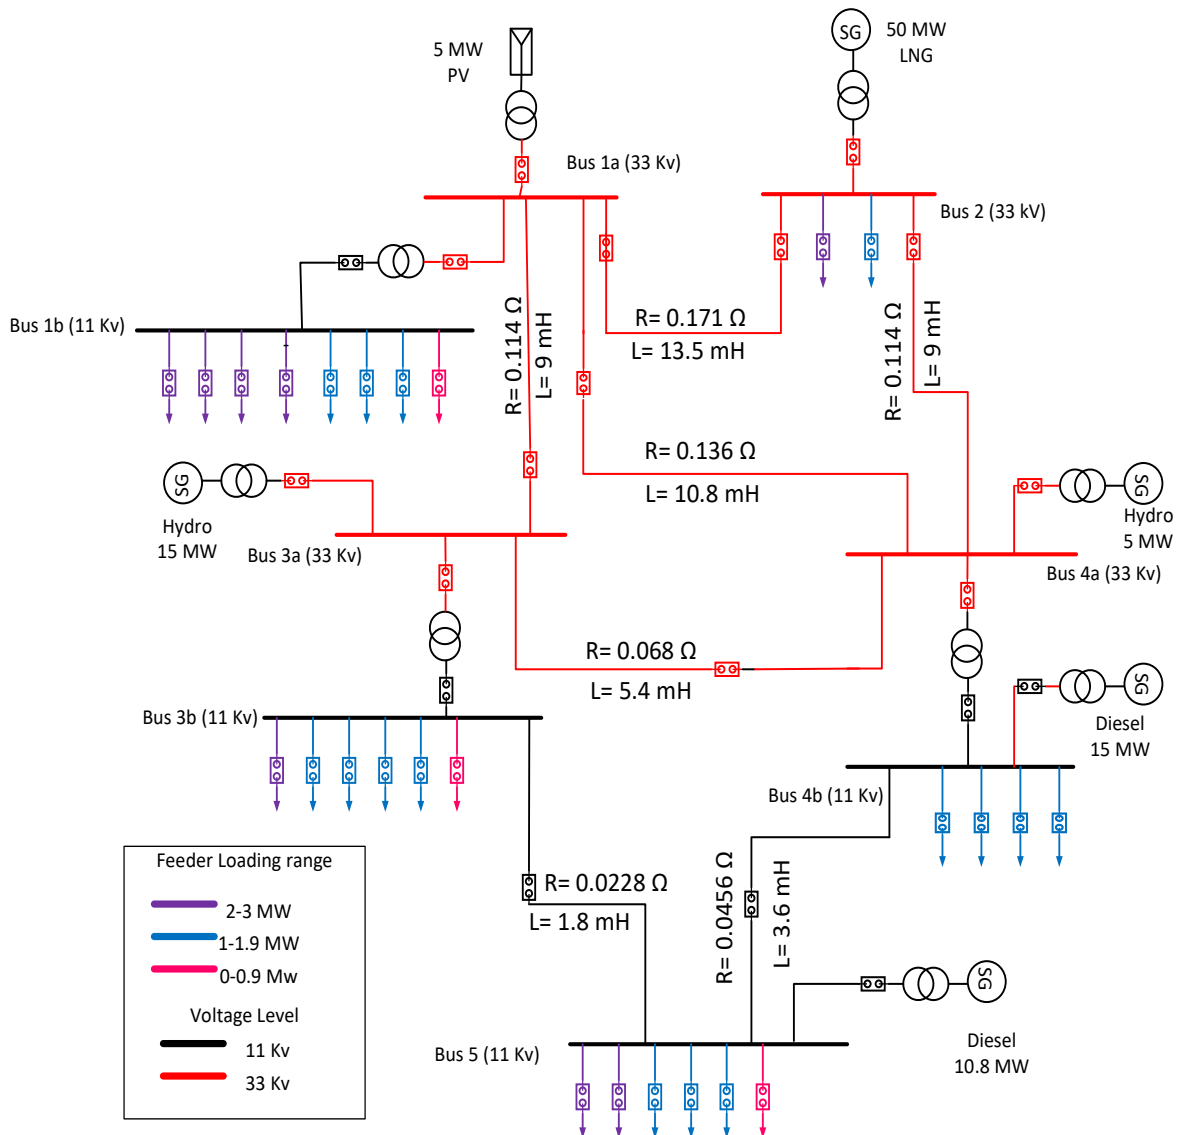 5 MW
PV
SG
50 MW
LNG
Bus 1a (33 Kv)
Bus 2 (33 kV)
Bus 1b (11 Kv)
R= 0.114 Ω
L= 9 mH
R= 0.171 Ω
L= 13.5 mH
R= 0.114 Ω
L= 9 mH
R= 0.136 Ω
L= 10.8 mH
SG
Hydro
15 MW
Bus 3a (33 Kv)
SG
Hydro
5 MW
Bus 4a (33 Kv)
R= 0.068 Ω
L= 5.4 mH
SG
Diesel
15 MW
Bus 3b (11 Kv)
Bus 4b (11 Kv)
R= 0.0228 Ω
L= 1.8 mH
R= 0.0456 Ω
L= 3.6 mH
SG
Diesel
10.8 MW
Bus 5 (11 Kv)
Feeder Loading range
2-3 MW
1-1.9 MW
0-0.9 Mw
Voltage Level
11 Kv
33 Kv